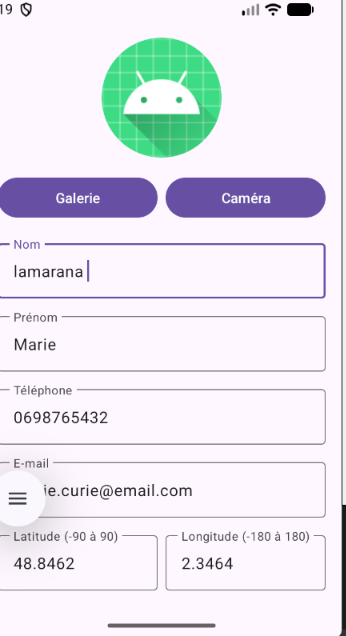 19
Galerie Caméra
Nom
lamarana
Prénom
Marie
Téléphone
0698765432
E-mail
ie.curie@email.com
Latitude (-90 à 90) Longitude (-180 à 180)
48.8462 2.3464